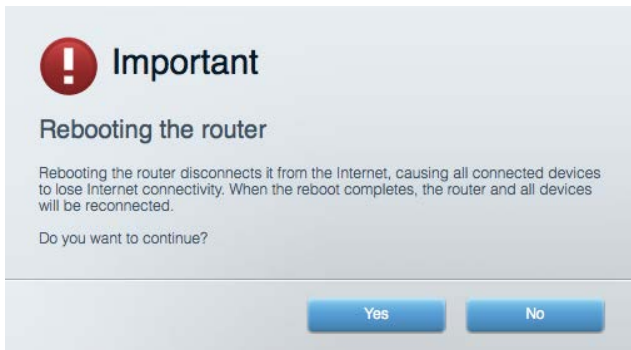 Important
Rebooting the router
Rebooting the router disconnects it from the Internet, causing all connected devices
to lose Internet connectivity. When the reboot completes, the router and all devices
will be reconnected.
Do you want to continue?
Yes No